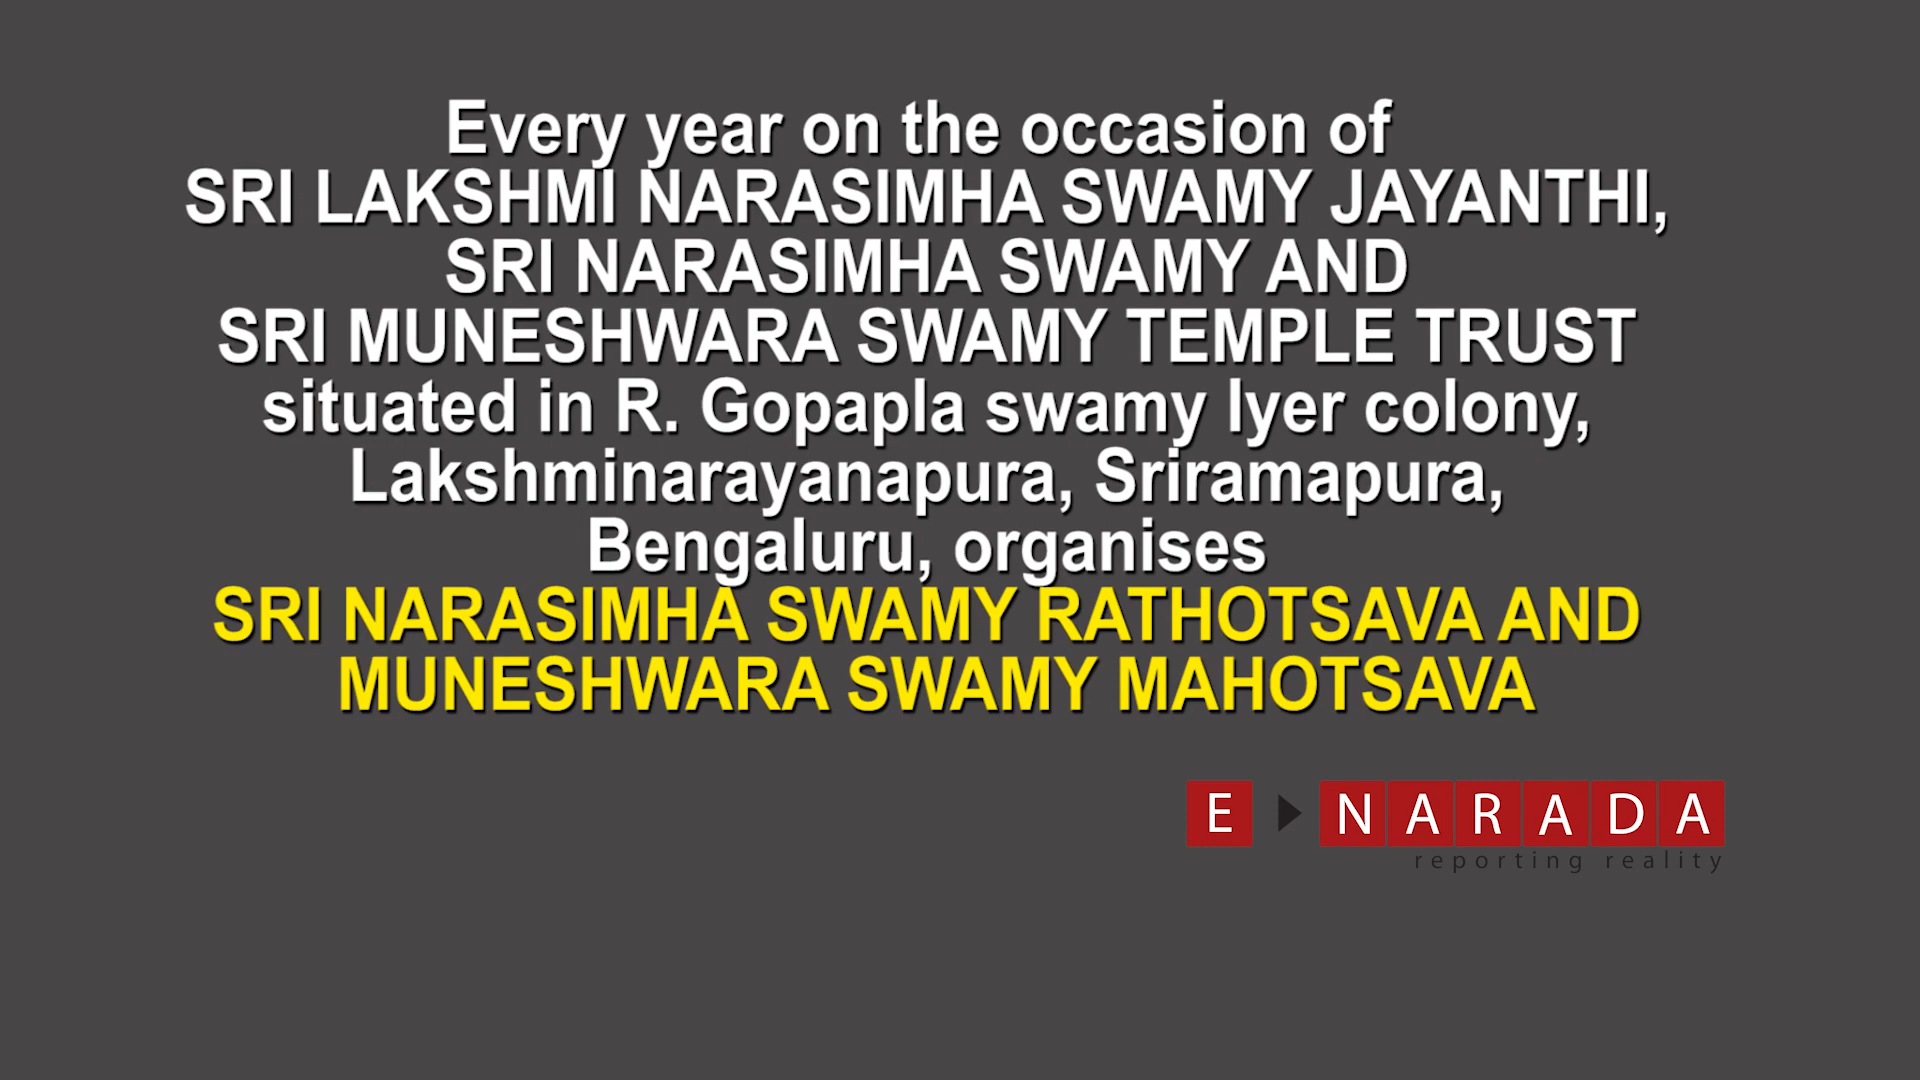 Every year on the occasion of
SRI LAKSHMI NARASIMHA SWAMY JAYANTHI,
SRI NARASIMHA SWAMY AND
SRI MUNESHWARA SWAMY TEMPLE TRUST
situated in R. Gopapla swamy Iyer colony,
Lakshminarayanapura, Sriramapura,
Bengaluru, organises
SRI NARASIMHA SWAMY RATHOTSAVA AND
MUNESHWARA SWAMY MAHOTSAVA
E NARADA
reporting reality